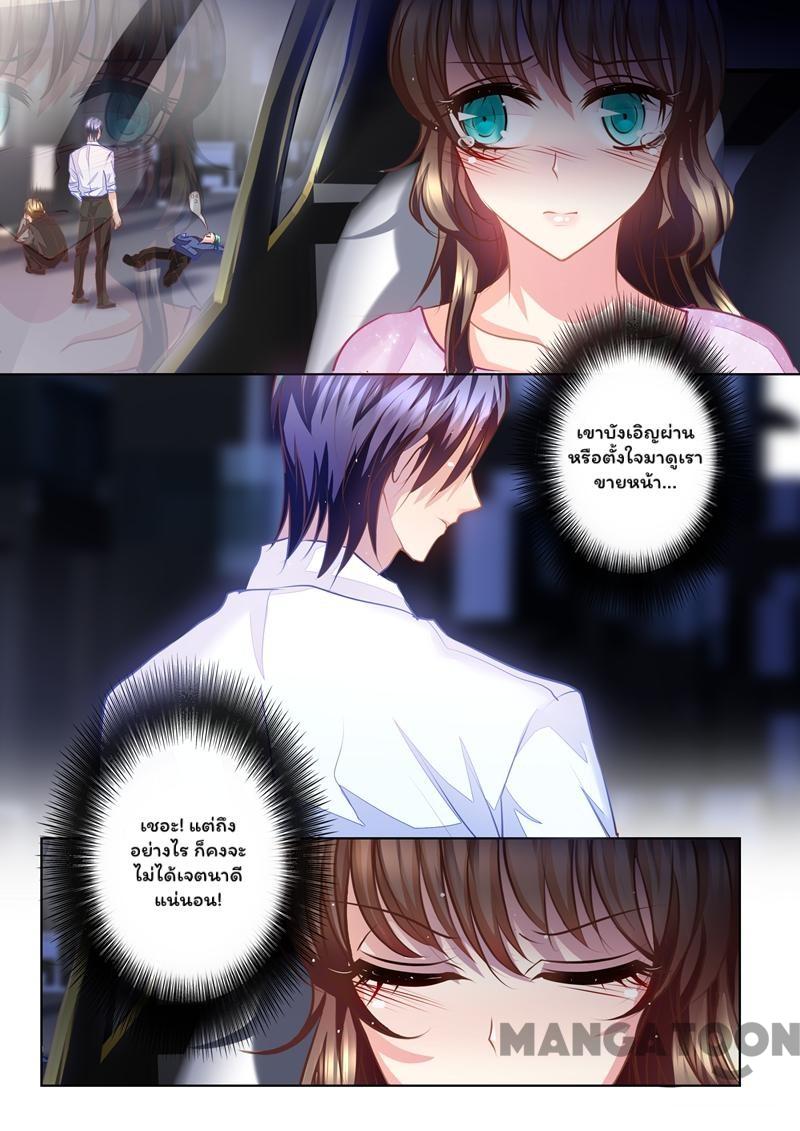 เขาบังเอิญผ่าน
หรือตั้งใจมาดูเรา
ขายหน้า...
เชอะ! แต่ถึง
อย่างไร ก็คงจะ
ไม่ได้เจตนาดี
แน่นอน!
MANGATOON